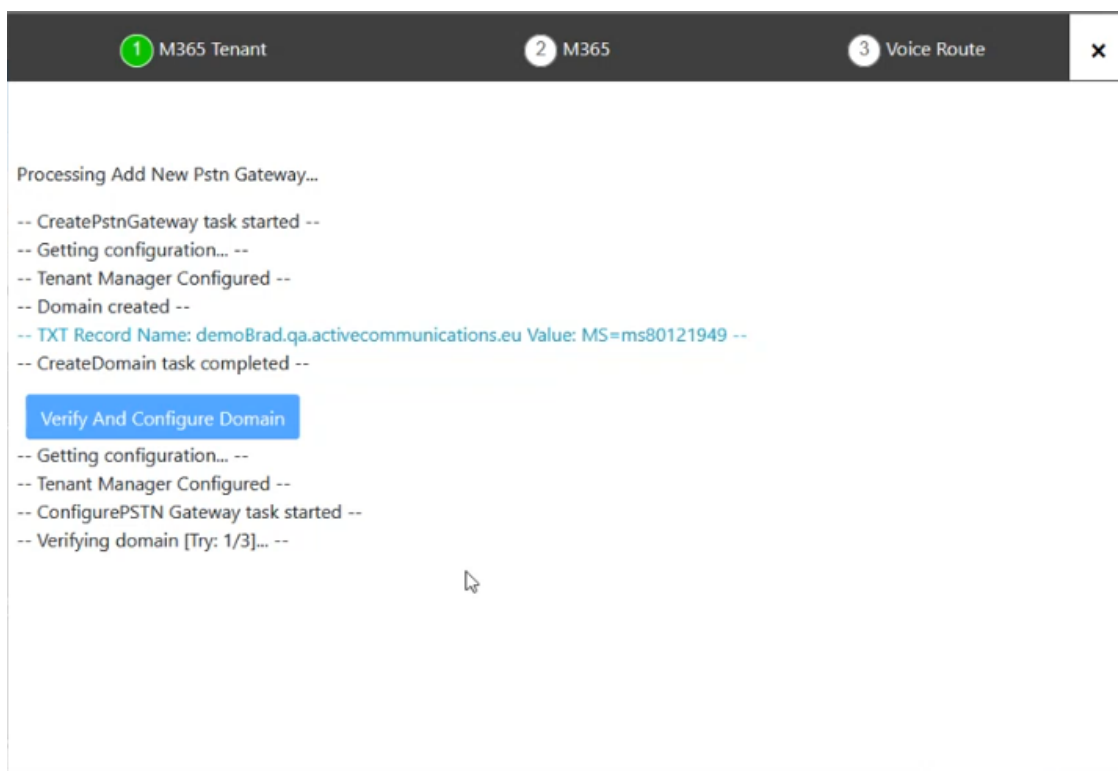 1 M365 Tenant 2 M365 3 Voice Route ×
Processing Add New Pstn Gateway...
-- CreatePstnGateway task started --
-- Getting configuration... --
-- Tenant Manager Configured --
-- Domain created --
-- TXT Record Name: demoBrad.qa.activecommunications.eu Value: MS=ms80121949 --
-- CreateDomain task completed --
Verify And Configure Domain
-- Getting configuration... --
-- Tenant Manager Configured --
-- ConfigurePSTN Gateway task started --
-- Verifying domain [Try: 1/3]... --